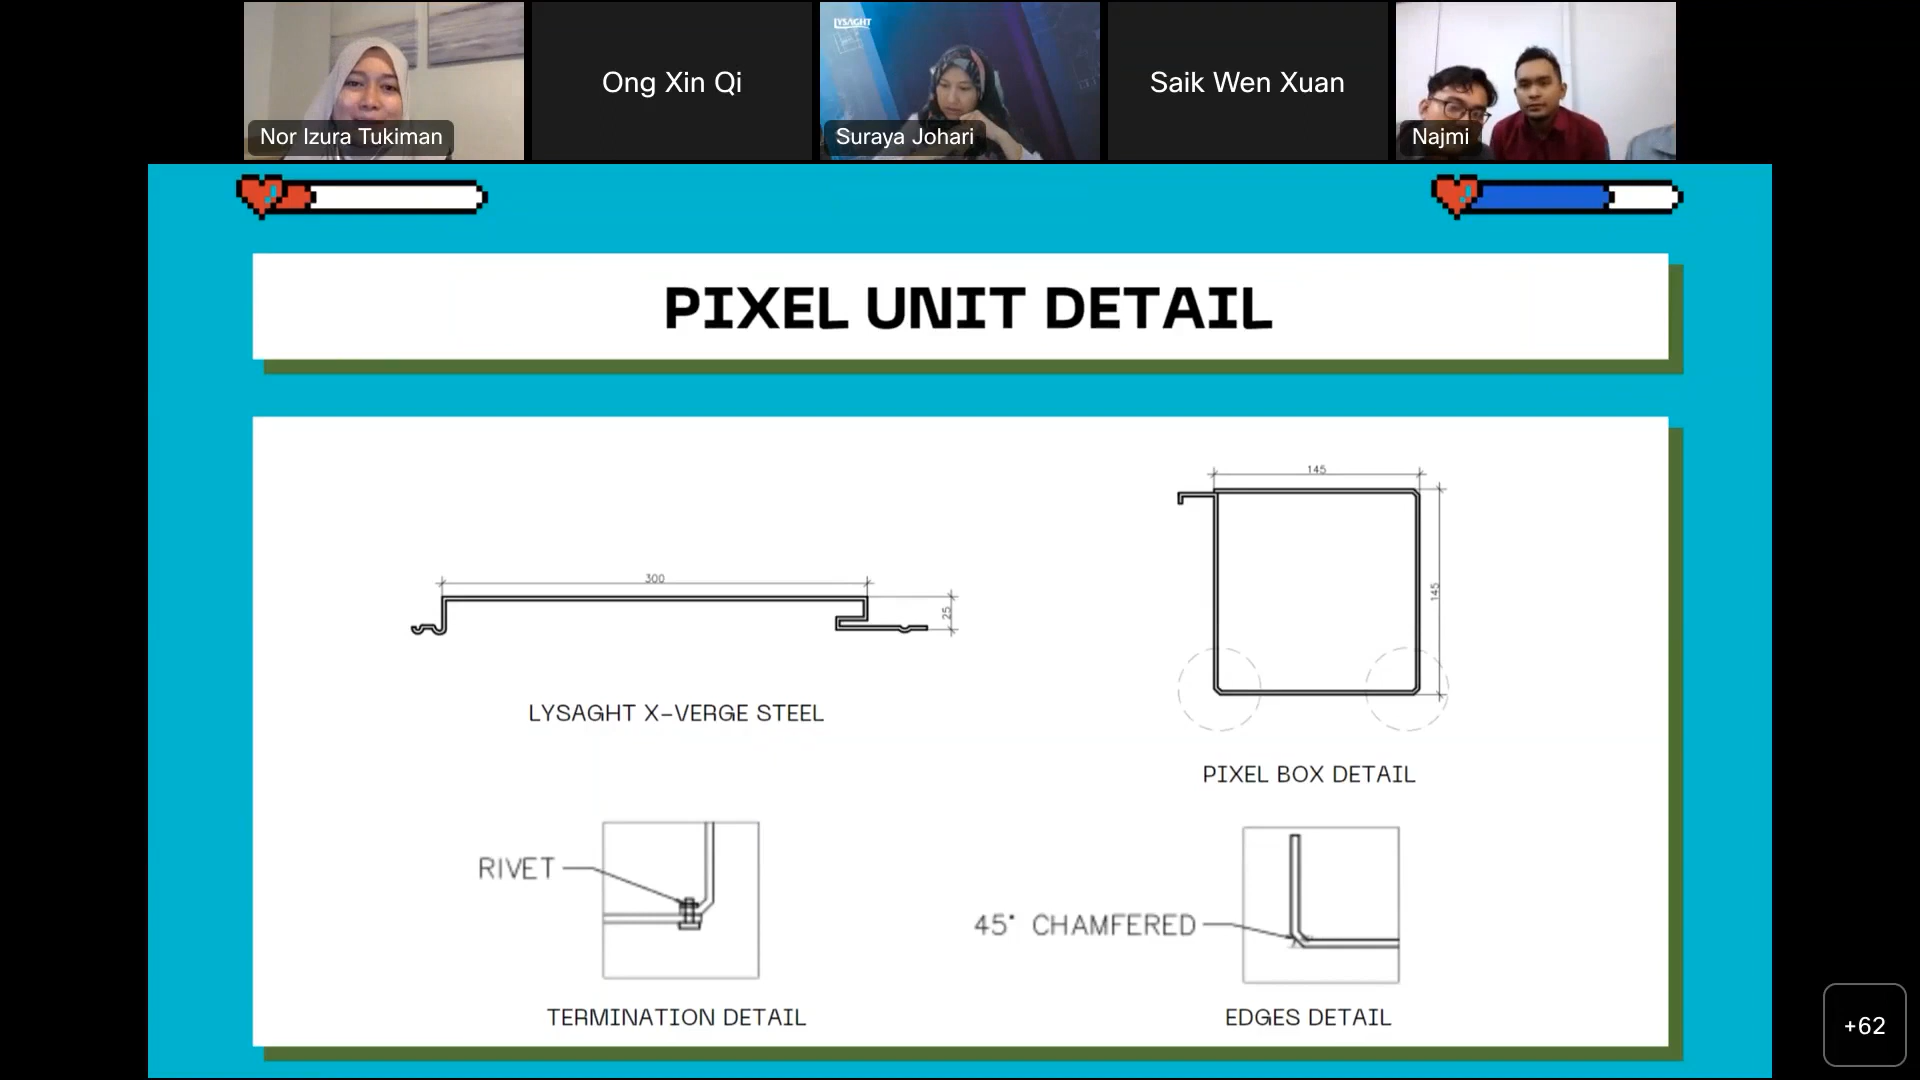 LYSAGHT
Nor Izura Tukiman
Ong Xin Qi
Suraya Johari
Saik Wen Xuan
Najmi
PIXEL UNIT DETAIL
300
25
LYSAGHT X-VERGE STEEL
145
145
PIXEL BOX DETAIL
RIVET
TERMINATION DETAIL
45° CHAMFERED
EDGES DETAIL
+62